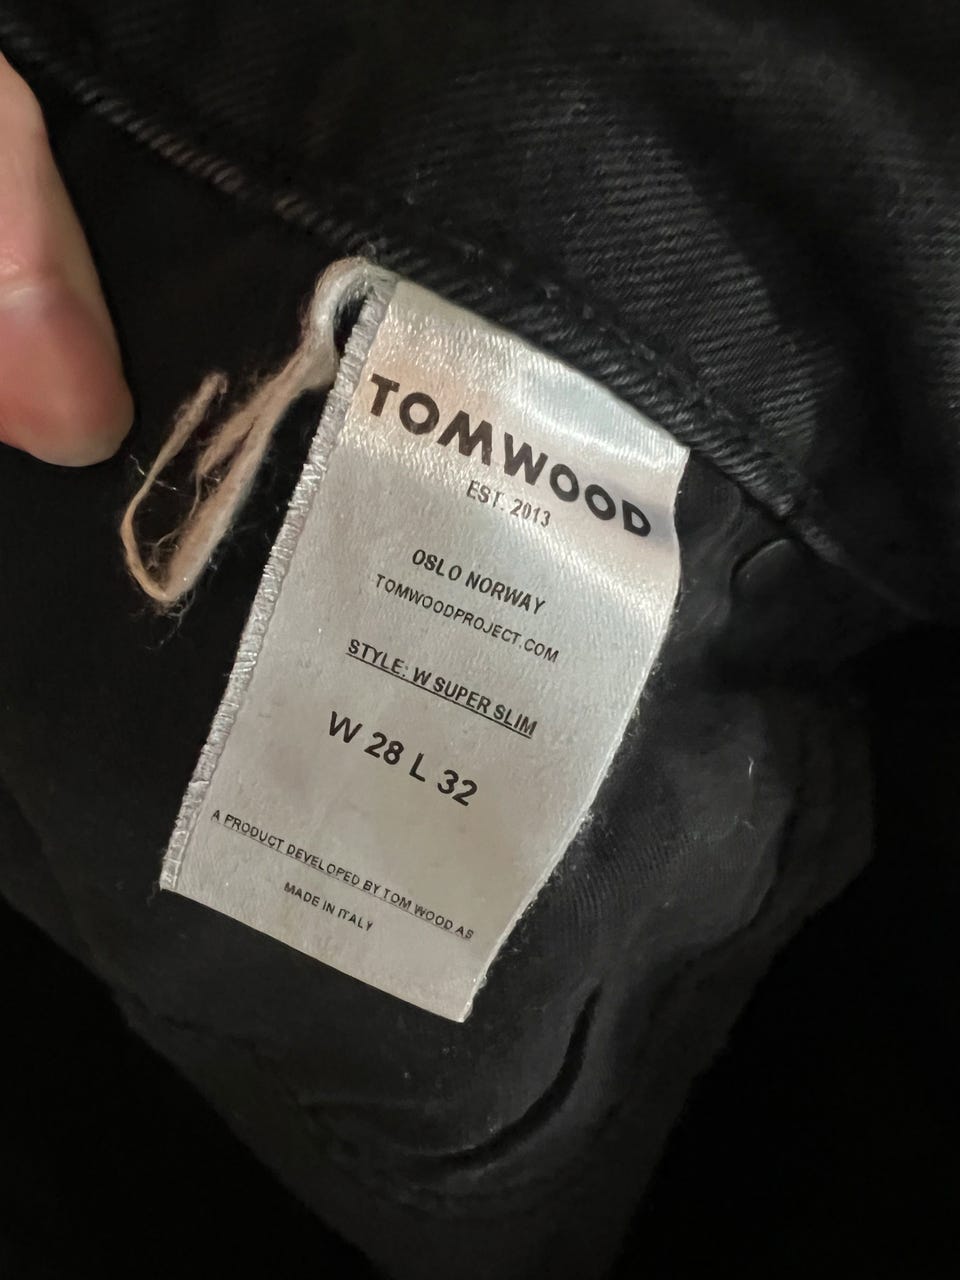 TOMWOOD
EST. 2013
OSLO NORWAY
TOMWOODPROJECT.COM
STYLE: W SUPER SLIM
W 28 L 32
A PRODUCT DEVELOPED BY TOM WOOD AS
MADE IN ITALY